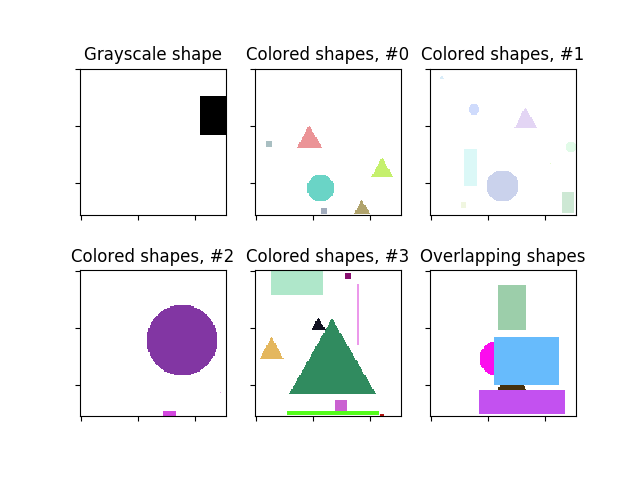 Grayscale shape
Colored shapes, #0
Colored shapes, #1
Colored shapes, #2
Colored shapes, #3
Overlapping shapes